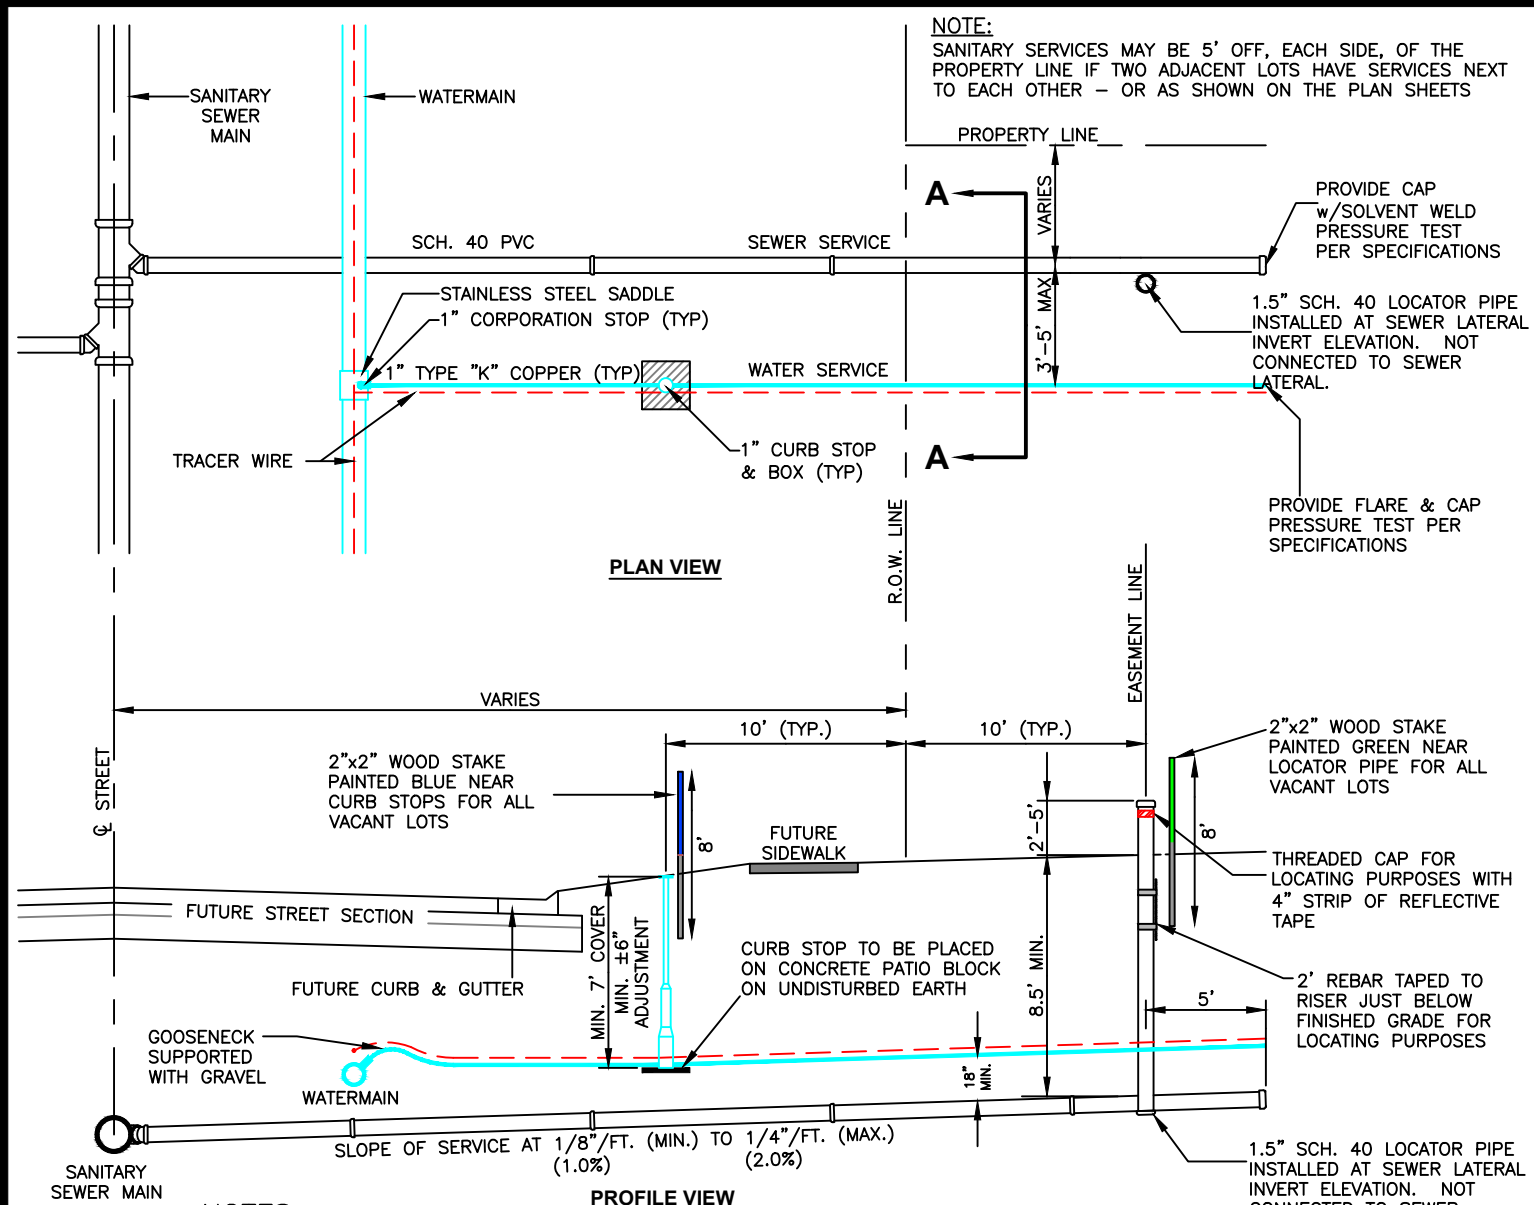 NOTE:
SANITARY SERVICES MAY BE 5' OFF, EACH SIDE, OF THE
PROPERTY LINE IF TWO ADJACENT LOTS HAVE SERVICES NEXT
TO EACH OTHER – OR AS SHOWN ON THE PLAN SHEETS
SANITARY
SEWER
MAIN
WATERMAIN
PROPERTY LINE
A
VARIES
PROVIDE CAP
w/SOLVENT WELD
PRESSURE TEST
PER SPECIFICATIONS
SCH. 40 PVC
SEWER SERVICE
STAINLESS STEEL SADDLE
1" CORPORATION STOP (TYP)
3'–5' MAX
1.5" SCH. 40 LOCATOR PIPE
INSTALLED AT SEWER LATERAL
INVERT ELEVATION. NOT
CONNECTED TO SEWER
LATERAL.
1" TYPE "K" COPPER (TYP)
WATER SERVICE
TRACER WIRE
1" CURB STOP
& BOX (TYP)
A
PROVIDE FLARE & CAP
PRESSURE TEST PER
SPECIFICATIONS
R.O.W. LINE
PLAN VIEW
EASEMENT LINE
VARIES
10' (TYP.)
10' (TYP.)
℄ STREET
2"x2" WOOD STAKE
PAINTED BLUE NEAR
CURB STOPS FOR ALL
VACANT LOTS
8'
2"x2" WOOD STAKE
PAINTED GREEN NEAR
LOCATOR PIPE FOR ALL
VACANT LOTS
2'–5'
8'
FUTURE
SIDEWALK
THREADED CAP FOR
LOCATING PURPOSES WITH
4" STRIP OF REFLECTIVE
TAPE
FUTURE STREET SECTION
MIN. 7' COVER
MIN. ±6"
ADJUSTMENT
CURB STOP TO BE PLACED
ON CONCRETE PATIO BLOCK
ON UNDISTURBED EARTH
8.5' MIN.
FUTURE CURB & GUTTER
2' REBAR TAPED TO
RISER JUST BELOW
FINISHED GRADE FOR
LOCATING PURPOSES
5'
GOOSENECK
SUPPORTED
WITH GRAVEL
WATERMAIN
18"
MIN.
SLOPE OF SERVICE AT 1/8"/FT. (MIN.) TO 1/4"/FT. (MAX.)
(1.0%)
(2.0%)
SANITARY
SEWER MAIN
PROFILE VIEW
1.5" SCH. 40 LOCATOR PIPE
INSTALLED AT SEWER LATERAL
INVERT ELEVATION. NOT